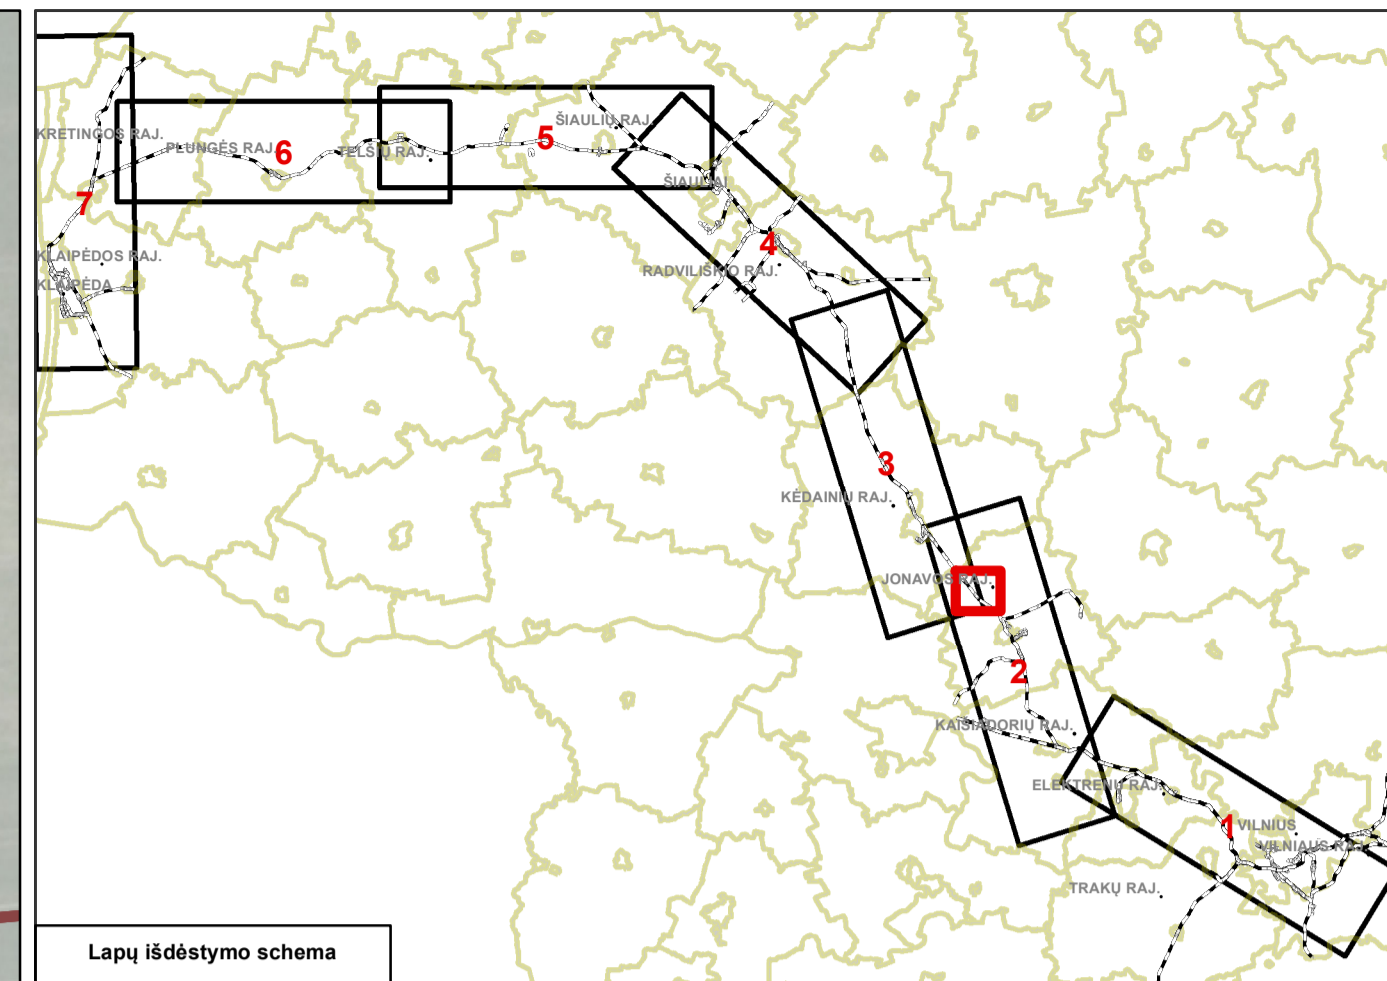 ŠIAULIŲ RAJ.
KRETINGOS RAJ.
5
PLUNGĖS RAJ.
6
TELŠIŲ RAJ.
ŠIAULIAI
7
4
KLAIPĖDOS RAJ.
RADVILIŠKIO RAJ.
KLAIPĖDA
3
KĖDAINIŲ RAJ.
JONAVOS RAJ.
2
KAIŠIADORIŲ RAJ.
ELEKTRĖNŲ RAJ.
1
VILNIUS
VILNIAUS RAJ.
TRAKŲ RAJ.
Lapų išdėstymo schema